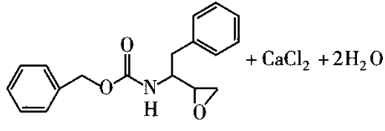 O
O
N
H
O
+ CaCl₂ + 2H₂O